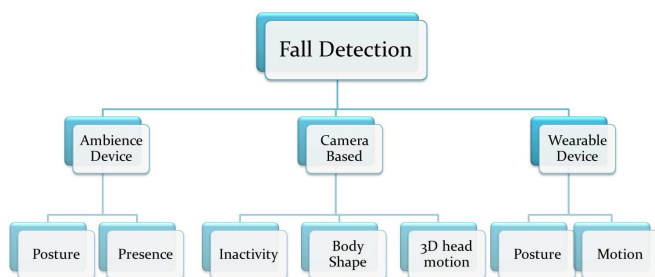 Fall Detection
Ambience
Device
Camera
Based
Wearable
Device
Posture
Presence
Inactivity
Body
Shape
3D head
motion
Posture
Motion